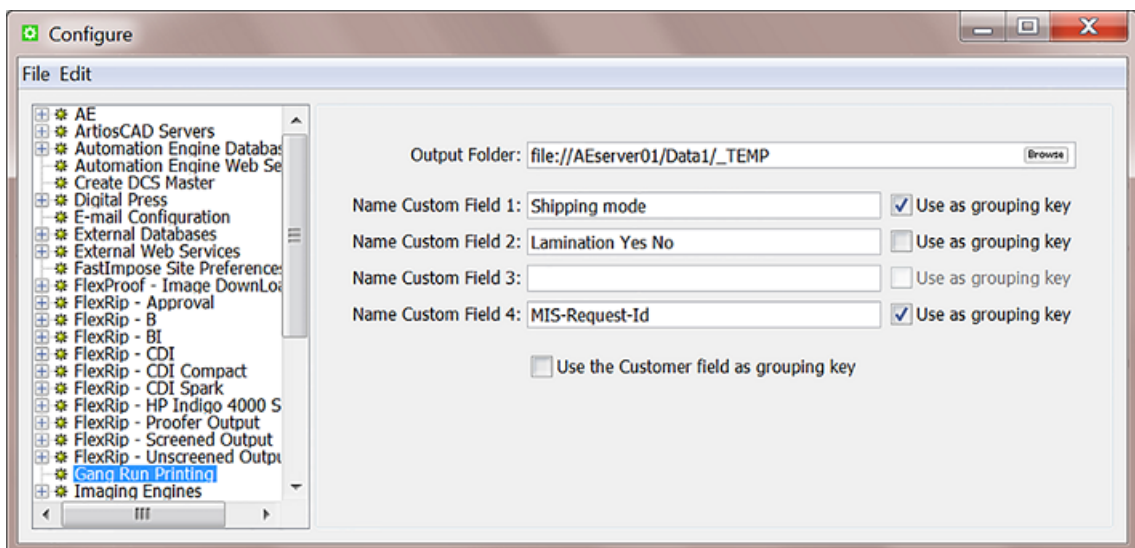 Configure
File Edit
AE
ArtiosCAD Servers
Automation Engine Databas
Automation Engine Web Se
Create DCS Master
Digital Press
E-mail Configuration
External Databases
External Web Services
FastImpose Site Preferences
FlexProof - Image DownLoa
FlexRip - Approval
FlexRip - B
FlexRip - BI
FlexRip - CDI
FlexRip - CDI Compact
FlexRip - CDI Spark
FlexRip - HP Indigo 4000 S
FlexRip - Proofer Output
FlexRip - Screened Output
FlexRip - Unscreened Outpu
Gang Run Printing
Imaging Engines
Output Folder: file://AEserver01/Data1/_TEMP Browse
Name Custom Field 1: Shipping mode Use as grouping key
Name Custom Field 2: Lamination Yes No Use as grouping key
Name Custom Field 3: Use as grouping key
Name Custom Field 4: MIS-Request-Id Use as grouping key
Use the Customer field as grouping key